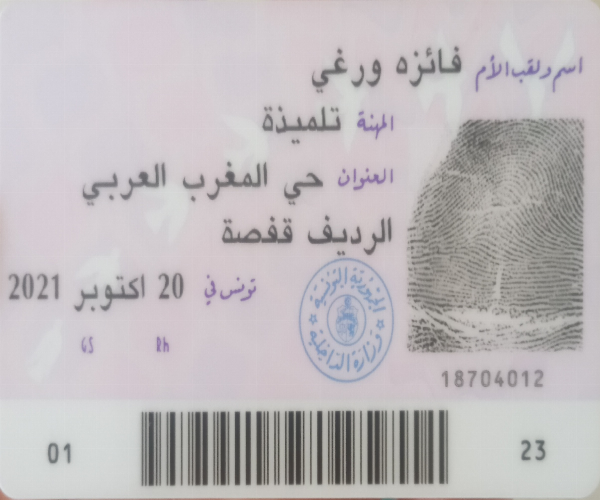 اسم ولقب الأم فائزه ورغي
المهنة تلميذة
العنوان حي المغرب العربي
الرديف قفصة
تونس في 20 اكتوبر 2021
GS Rh
الجمهورية التونسية
وزارة الداخلية
18704012
01 23